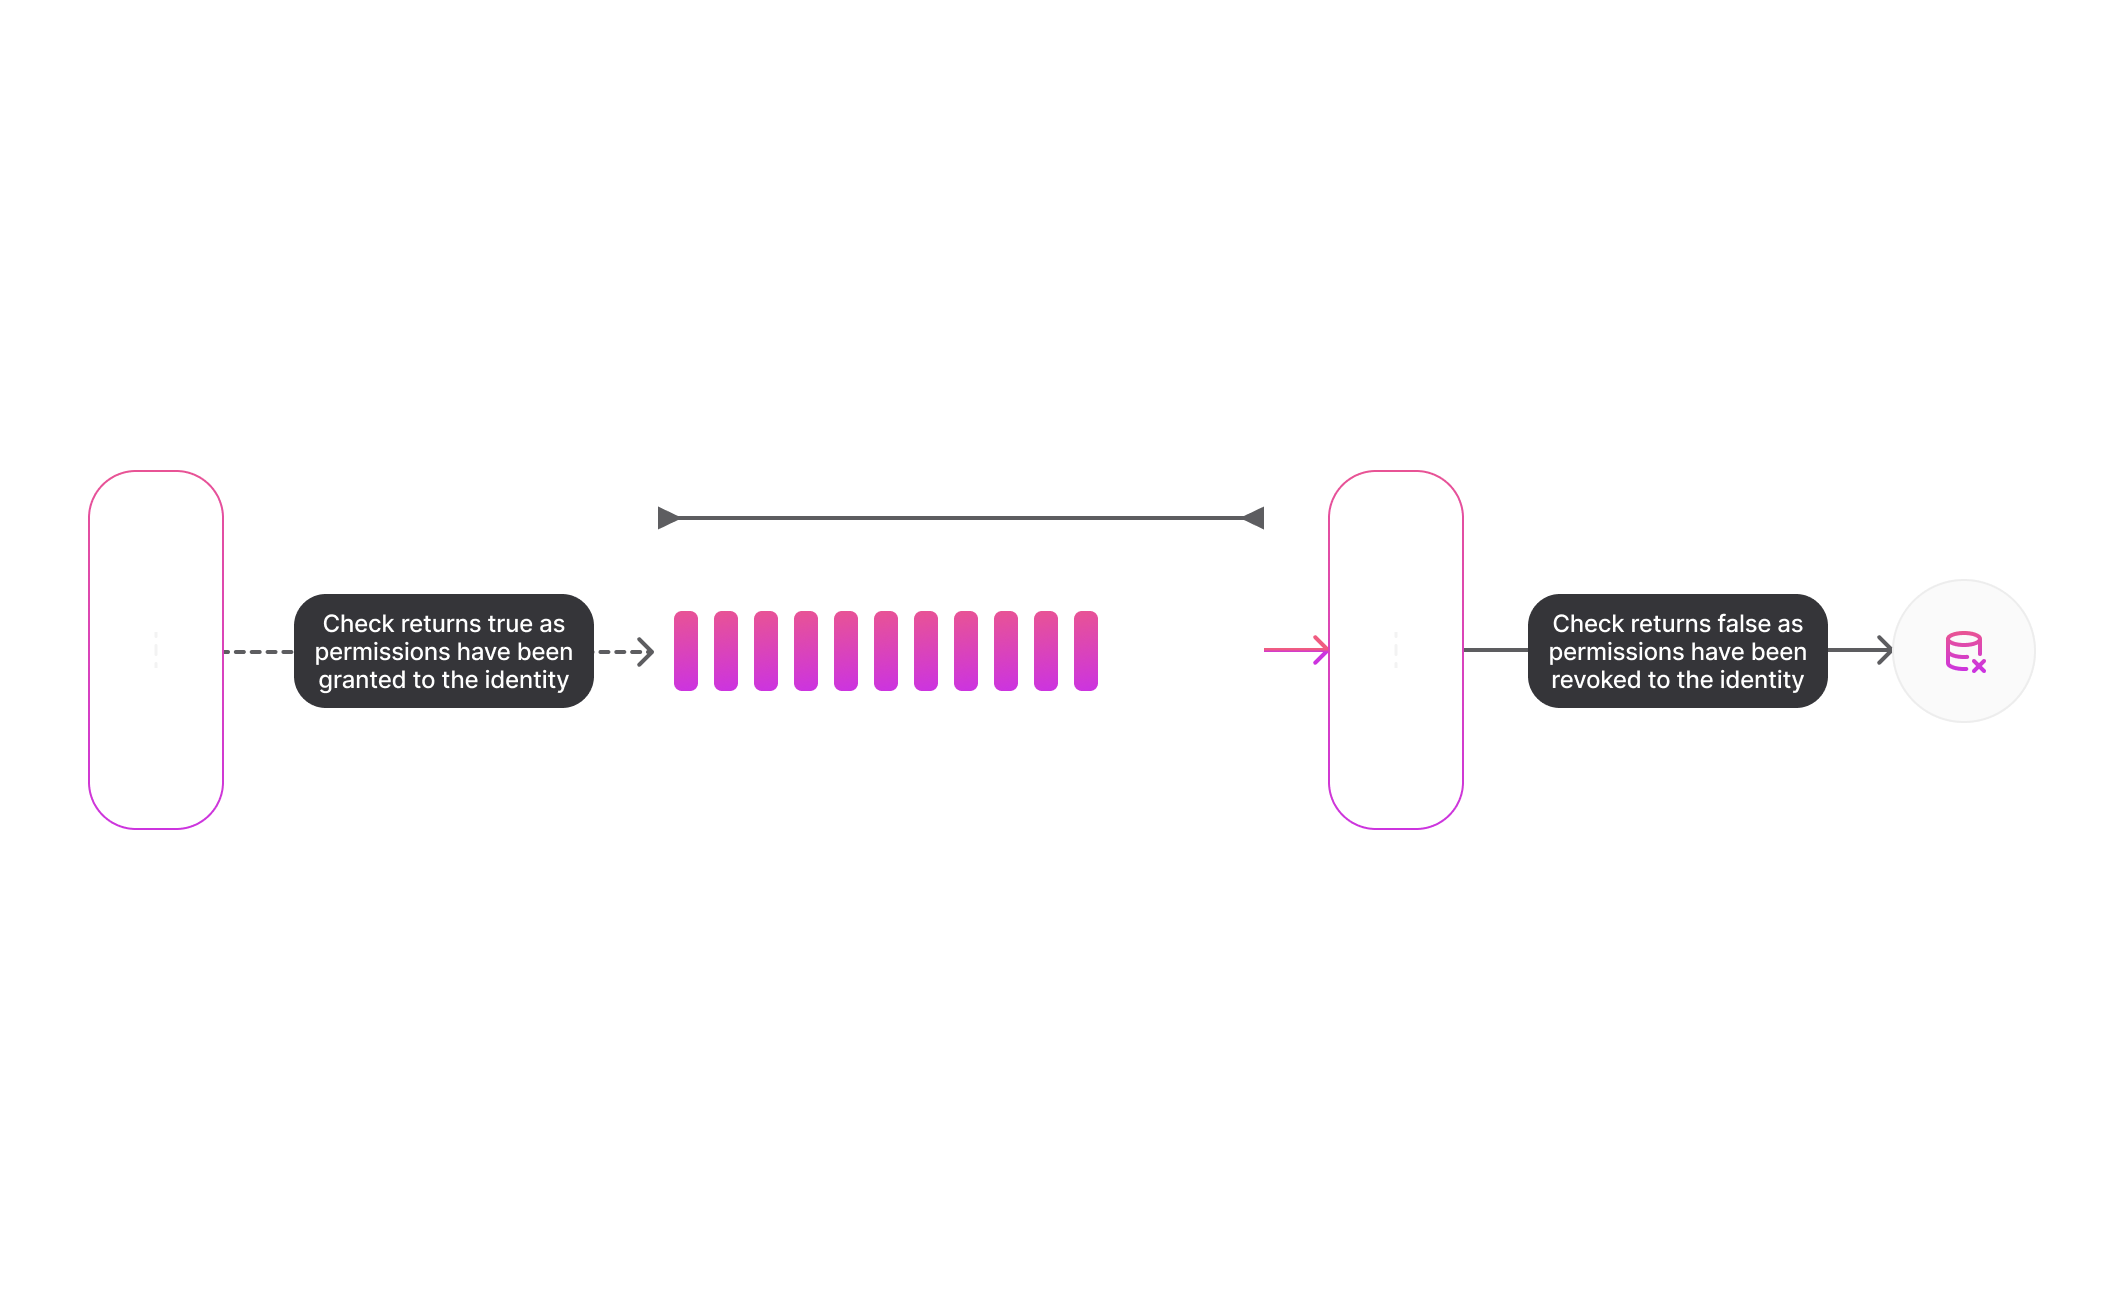 Check returns true as
permissions have been
granted to the identity
Check returns false as
permissions have been
revoked to the identity